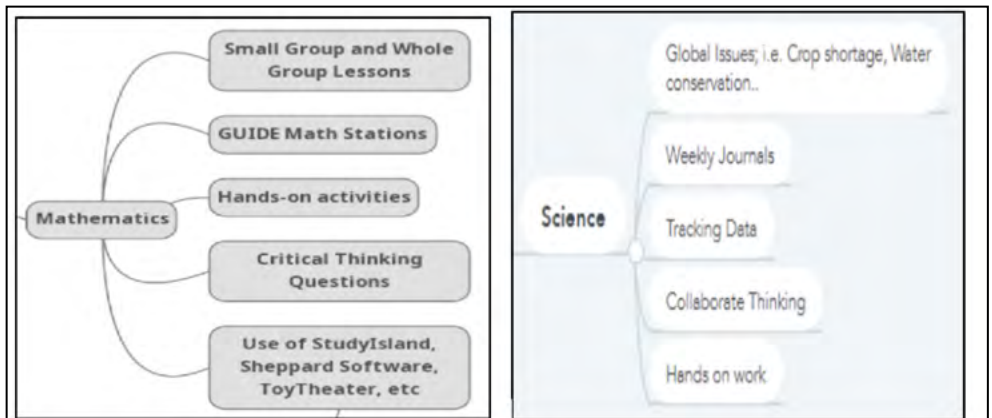 Mathematics
Small Group and Whole
Group Lessons
GUIDE Math Stations
Hands-on activities
Critical Thinking
Questions
Use of StudyIsland,
Sheppard Software,
ToyTheater, etc
Science
Global Issues; i.e. Crop shortage, Water
conservation..
Weekly Journals
Tracking Data
Collaborate Thinking
Hands on work